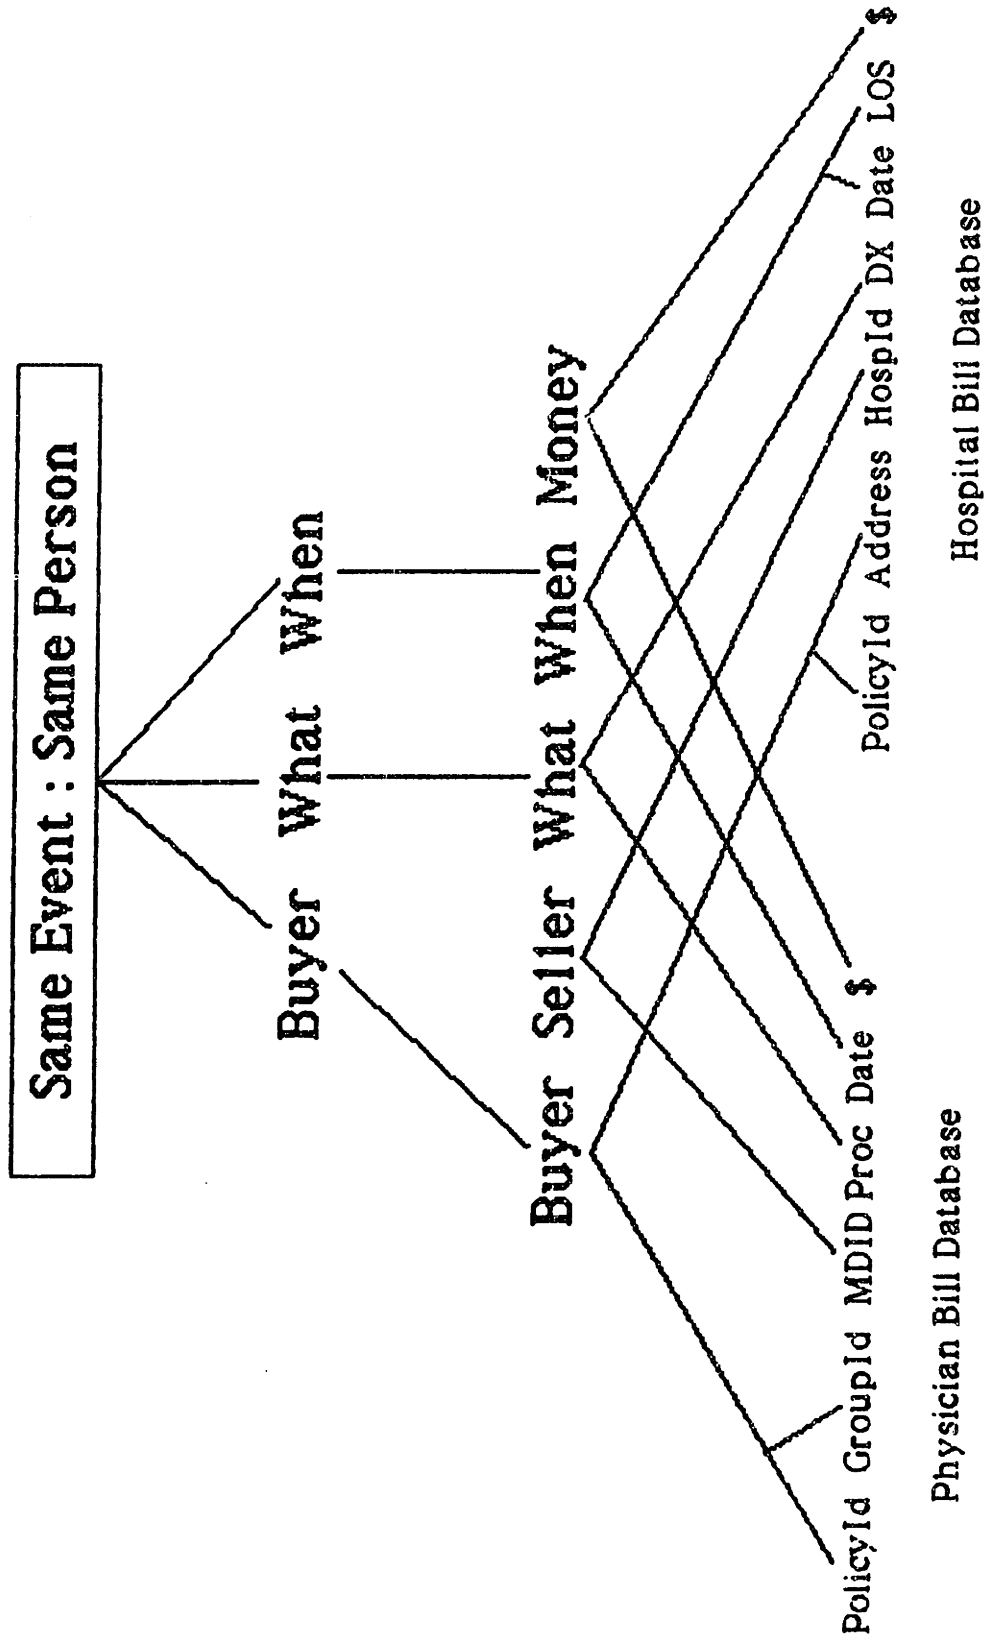 Same Event : Same Person
Buyer What When
Buyer Seller What When Money
PolicyId GroupId MDID Proc Date $
PolicyId Address HospId DX Date LOS $
Physician Bill Database
Hospital Bill Database